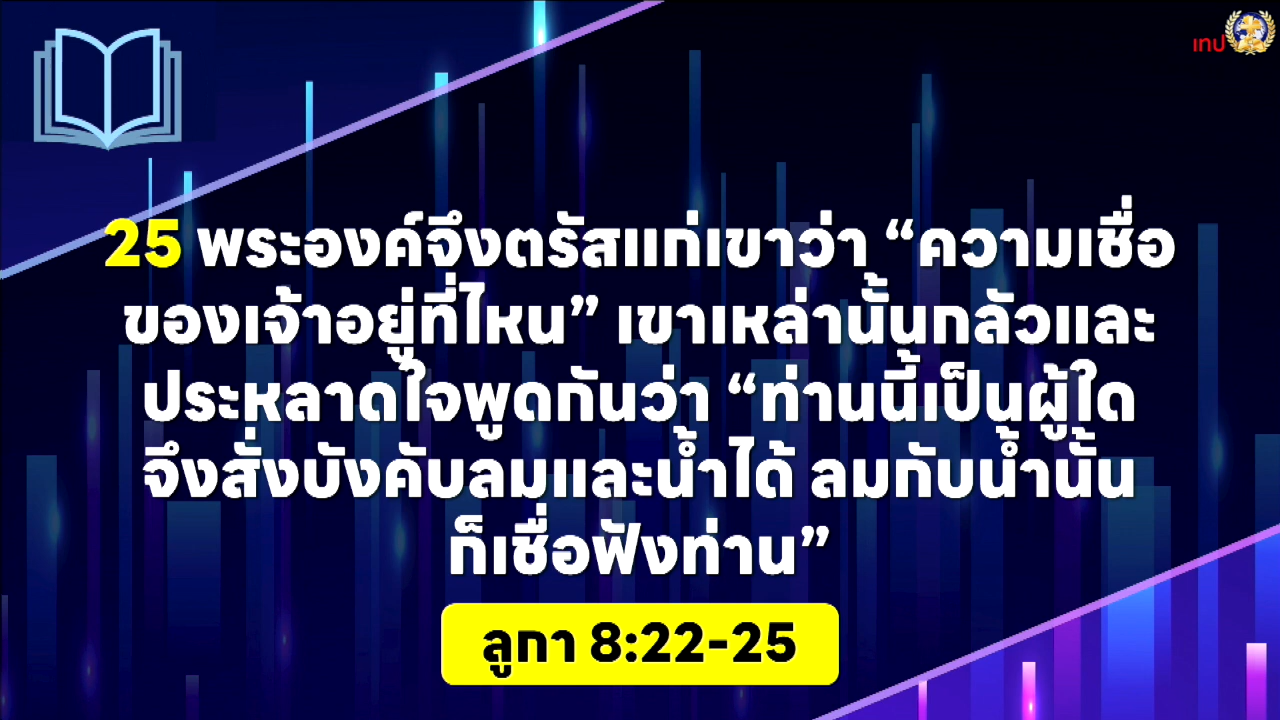 เทป
25 พระองค์จึงตรัสแก่เขาว่า “ความเชื่อ
ของเจ้าอยู่ที่ไหน” เขาเหล่านั้นกลัวและ
ประหลาดใจพูดกันว่า “ท่านนี้เป็นผู้ใด
จึงสั่งบังคับลมและน้ำได้ ลมกับน้ำนั้น
ก็เชื่อฟังท่าน”
ลูกา 8:22-25